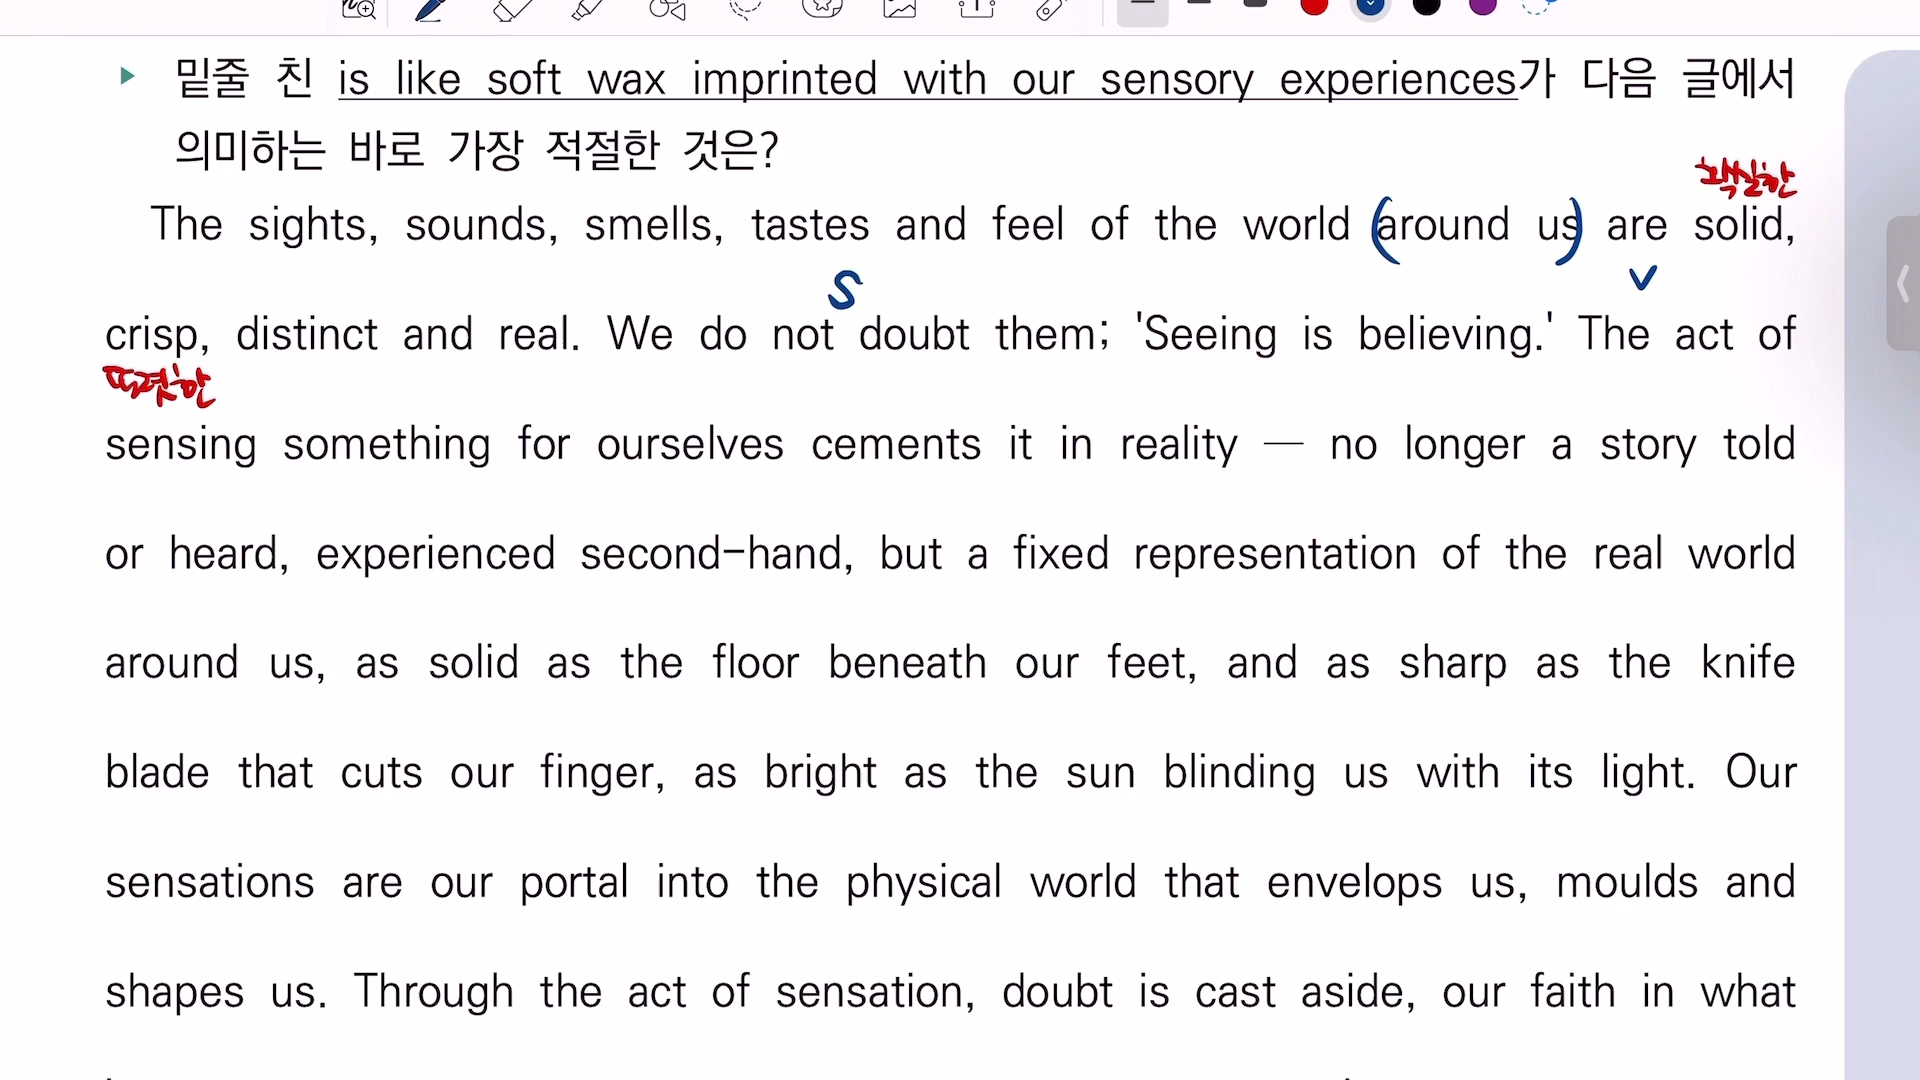 ▶ 밑줄 친 is like soft wax imprinted with our sensory experiences가 다음 글에서
의미하는 바로 가장 적절한 것은?
확실한
The sights, sounds, smells, tastes and feel of the world (around us) are solid,
S V
crisp, distinct and real. We do not doubt them; 'Seeing is believing.' The act of
또렷한
sensing something for ourselves cements it in reality — no longer a story told
or heard, experienced second-hand, but a fixed representation of the real world
around us, as solid as the floor beneath our feet, and as sharp as the knife
blade that cuts our finger, as bright as the sun blinding us with its light. Our
sensations are our portal into the physical world that envelops us, moulds and
shapes us. Through the act of sensation, doubt is cast aside, our faith in what